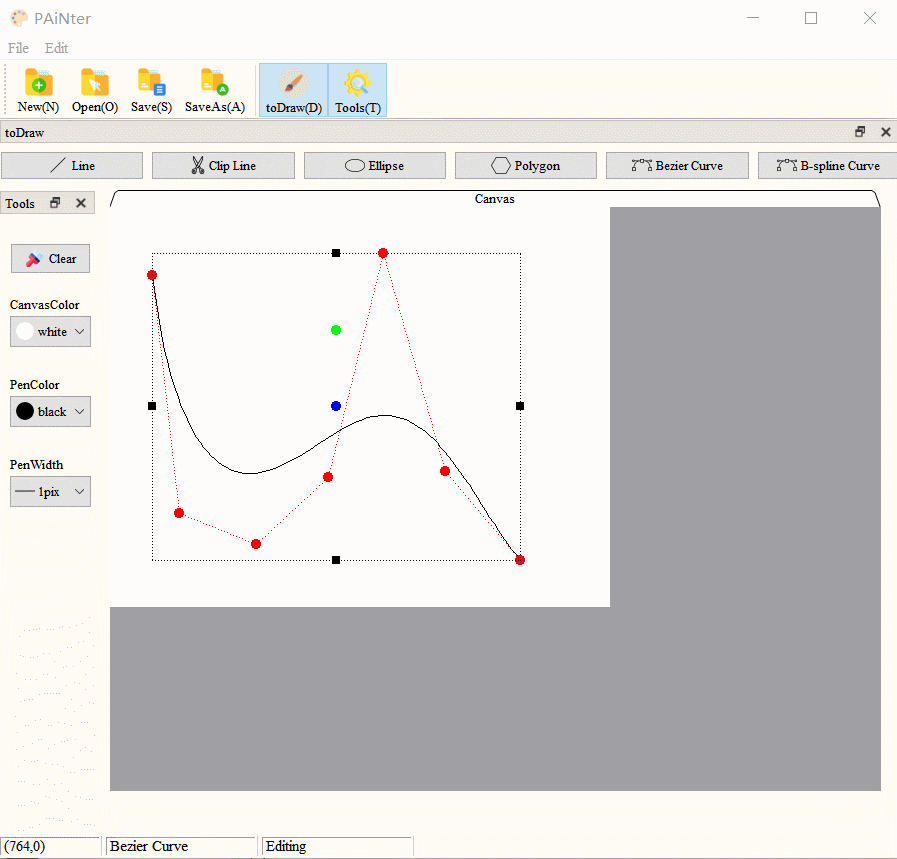 PAiNter
File Edit
New(N) Open(O) Save(S) SaveAs(A) toDraw(D) Tools(T)
toDraw
Line Clip Line Ellipse Polygon Bezier Curve B-spline Curve
Tools
Canvas
Clear
CanvasColor
white
PenColor
black
PenWidth
1pix
(764,0) Bezier Curve Editing